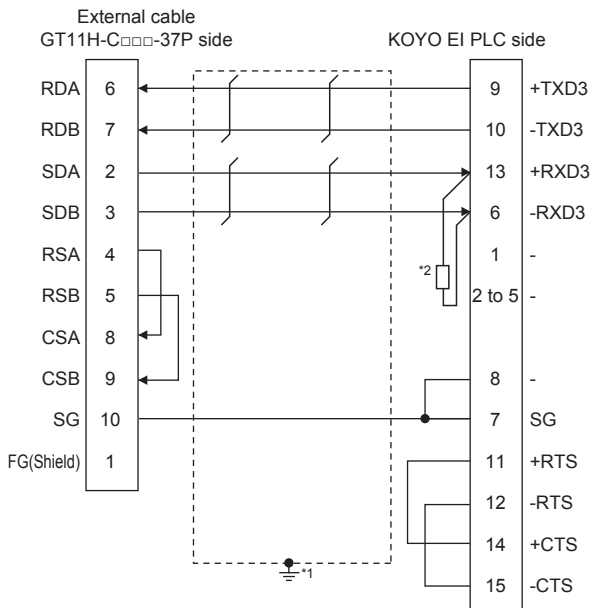 External cable
GT11H-C□□□-37P side
KOYO EI PLC side
RDA 6 9 +TXD3
RDB 7 10 -TXD3
SDA 2 13 +RXD3
SDB 3 6 -RXD3
RSA 4 1 -
*2
RSB 5 2 to 5 -
CSA 8
CSB 9 8 -
SG 10 7 SG
FG(Shield) 1 11 +RTS
12 -RTS
14 +CTS
*1
15 -CTS